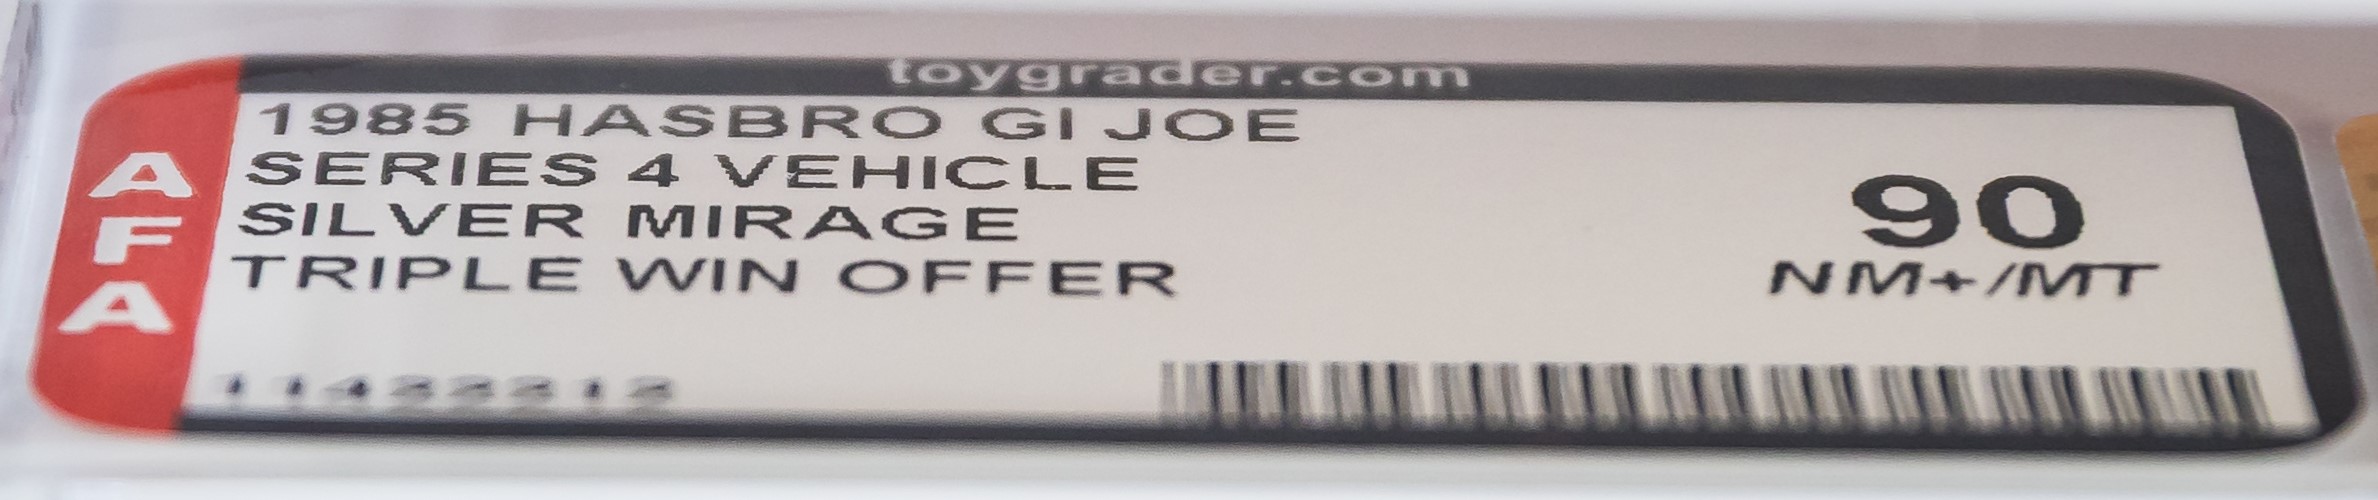 toygrader.com
AFA
1985 HASBRO GI JOE
SERIES 4 VEHICLE
SILVER MIRAGE
TRIPLE WIN OFFER
90
NM+/MT